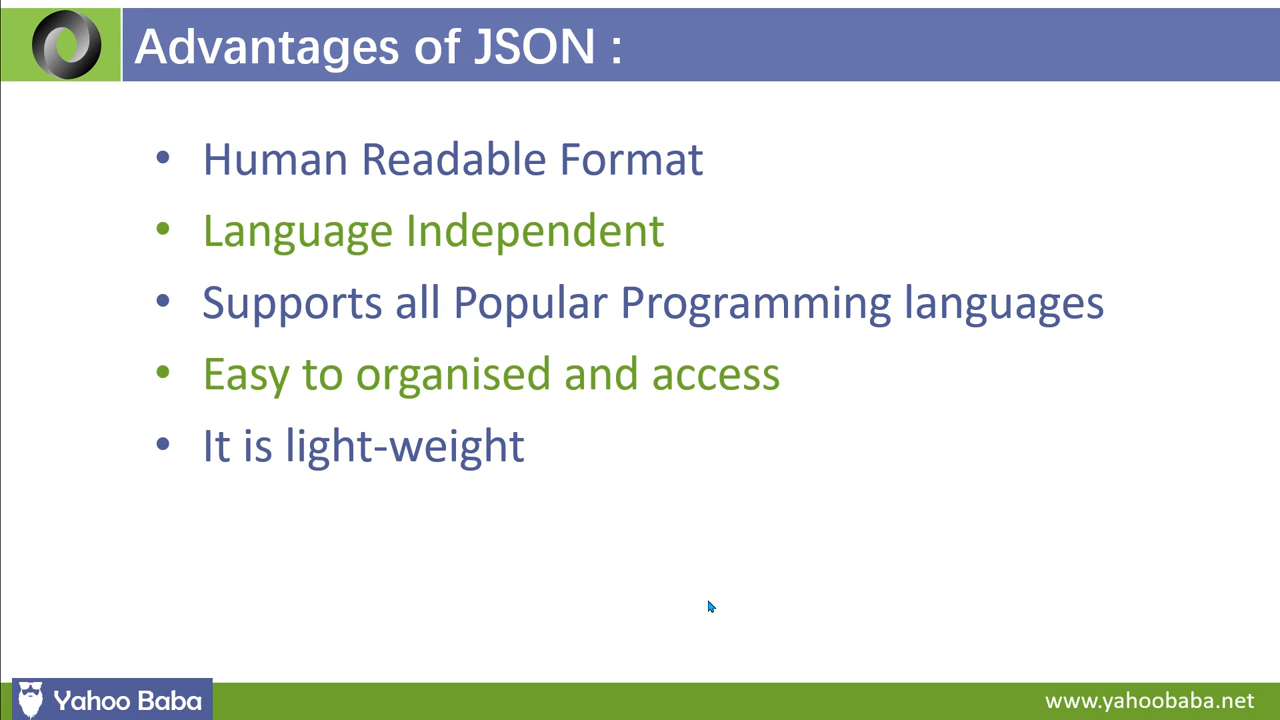 Advantages of JSON :
• Human Readable Format
• Language Independent
• Supports all Popular Programming languages
• Easy to organised and access
• It is light-weight
Yahoo Baba
www.yahoobaba.net